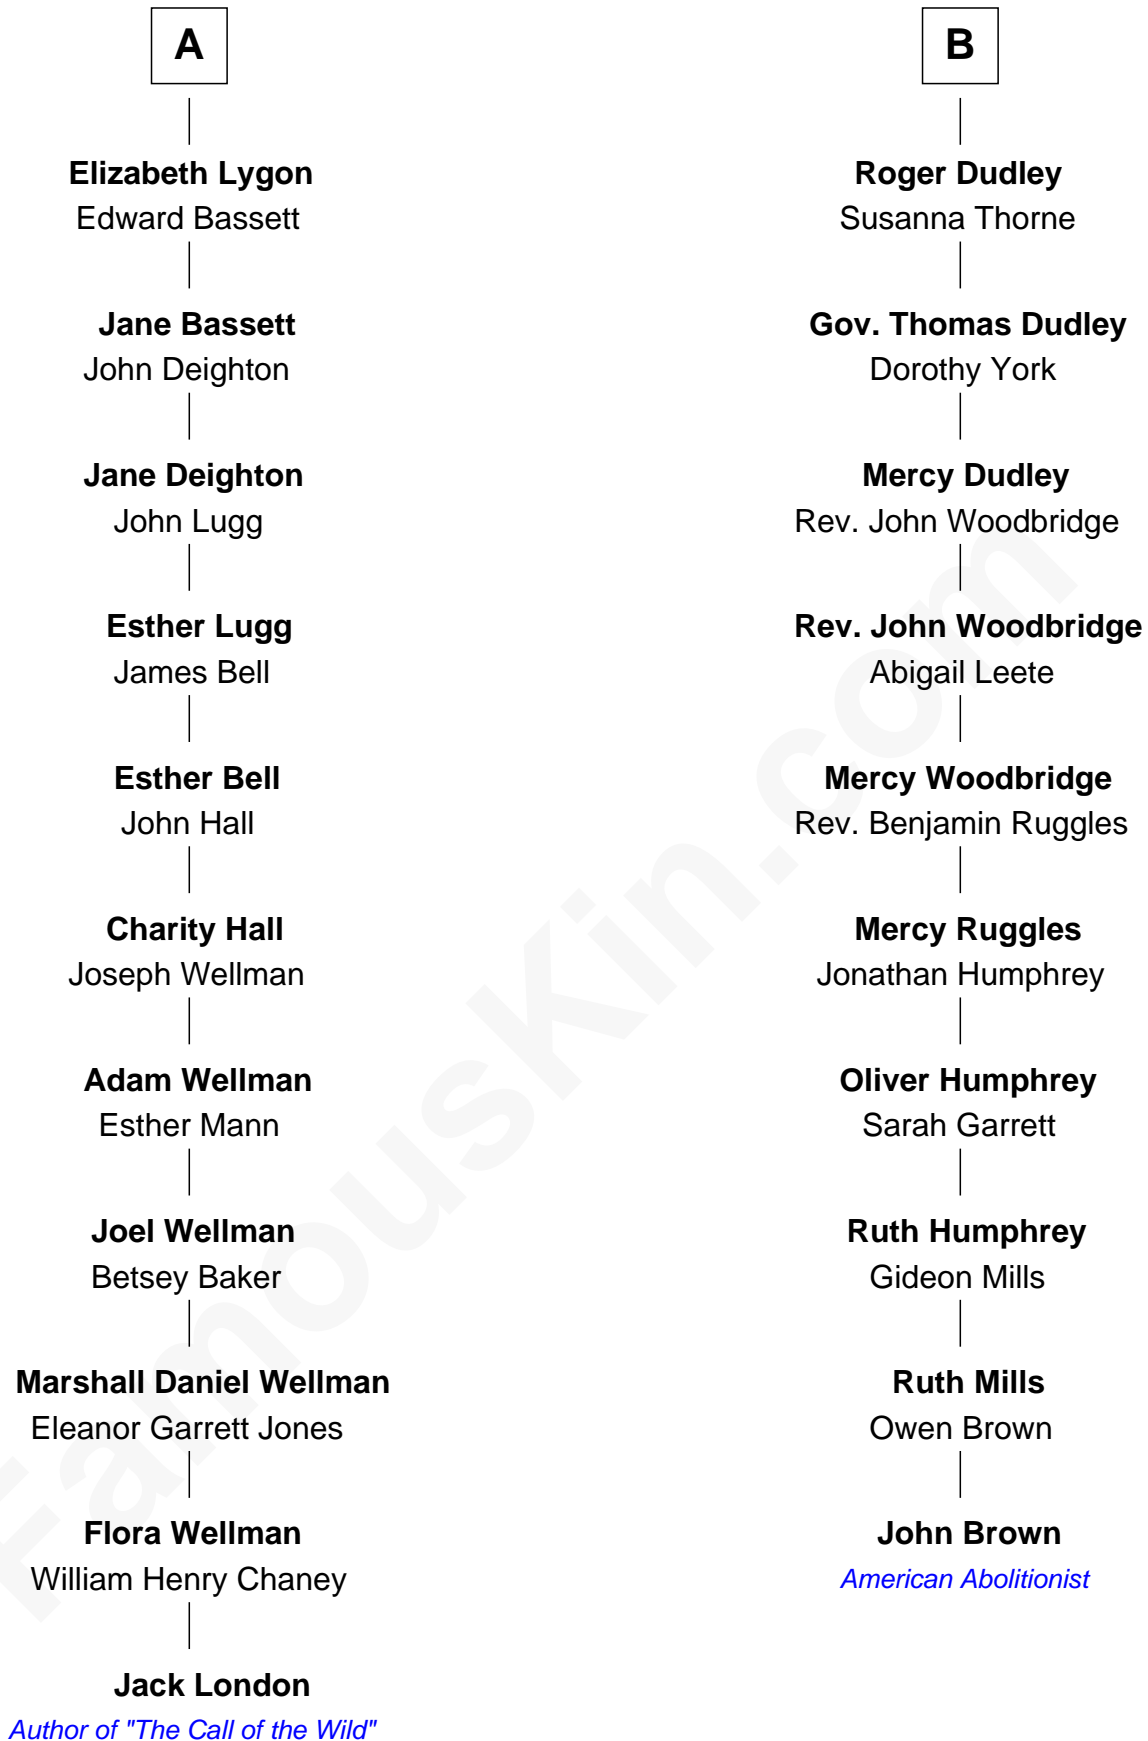 A
Elizabeth Lygon
Edward Bassett
Jane Bassett
John Deighton
Jane Deighton
John Lugg
Esther Lugg
James Bell
Esther Bell
John Hall
Charity Hall
Joseph Wellman
Adam Wellman
Esther Mann
Joel Wellman
Betsey Baker
Marshall Daniel Wellman
Eleanor Garrett Jones
Flora Wellman
William Henry Chaney
Jack London
Author of "The Call of the Wild"
B
Roger Dudley
Susanna Thorne
Gov. Thomas Dudley
Dorothy York
Mercy Dudley
Rev. John Woodbridge
Rev. John Woodbridge
Abigail Leete
Mercy Woodbridge
Rev. Benjamin Ruggles
Mercy Ruggles
Jonathan Humphrey
Oliver Humphrey
Sarah Garrett
Ruth Humphrey
Gideon Mills
Ruth Mills
Owen Brown
John Brown
American Abolitionist
FamousKin.com